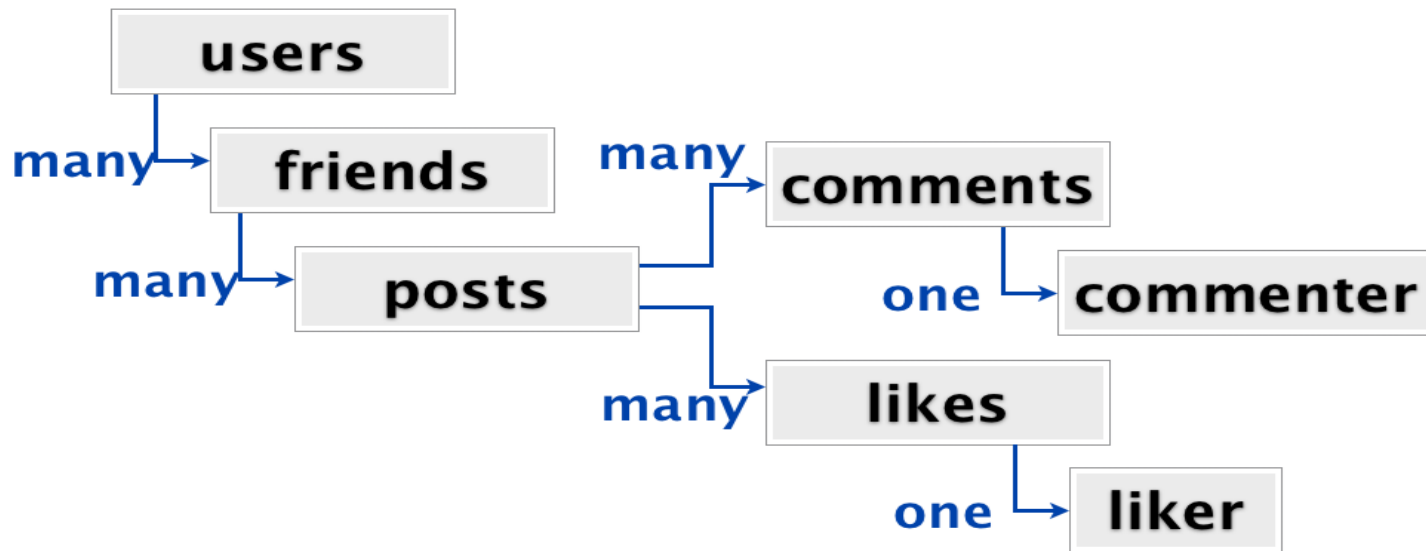 users
many
friends
many
posts
many
comments
one
commenter
many
likes
one
liker